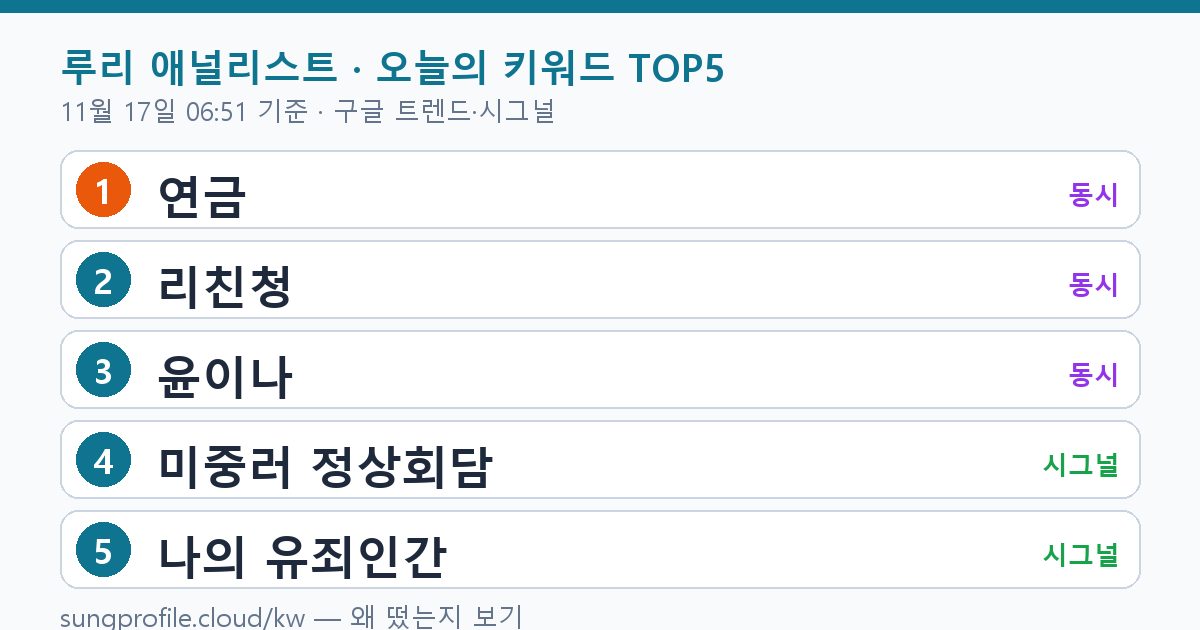 루리 애널리스트 · 오늘의 키워드 TOP5
11월 17일 06:51 기준 · 구글 트렌드·시그널
1 연금 동시
2 리친청 동시
3 윤이나 동시
4 미중러 정상회담 시그널
5 나의 유죄인간 시그널
sungprofile.cloud/kw — 왜 떴는지 보기